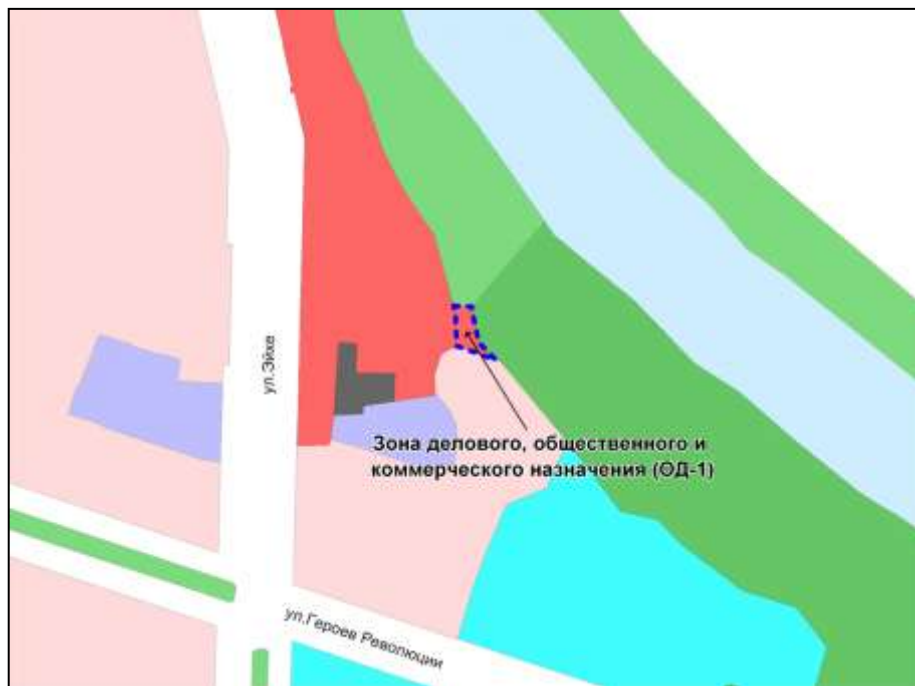 ул.Эйхе
Зона делового, общественного и
коммерческого назначения (ОД-1)
ул.Героев Революции